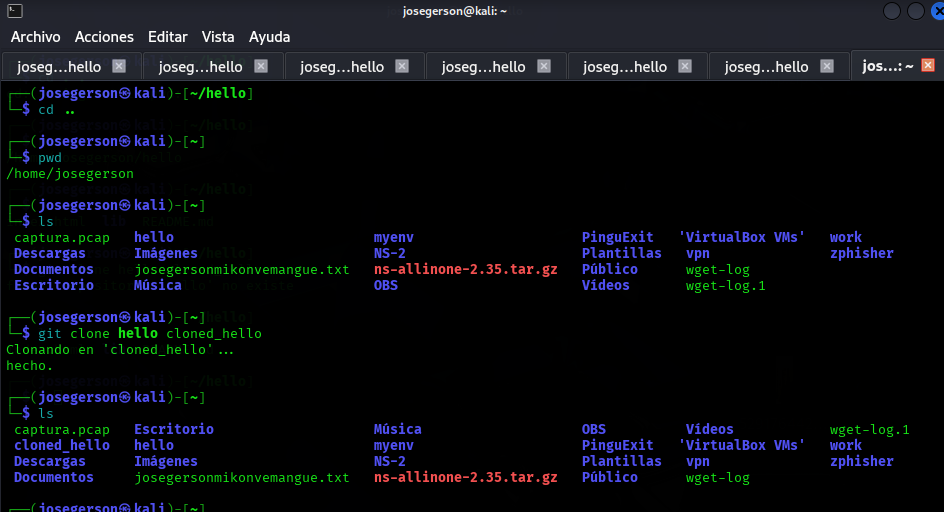 josegerson@kali: ~
Archivo Acciones Editar Vista Ayuda
joseg...hello joseg...hello joseg...hello joseg...hello joseg...hello joseg...hello jos...: ~
┌──(josegerson㉿kali)-[~/hello]
└─$ cd ..
┌──(josegerson㉿kali)-[~]
└─$ pwd
/home/josegerson
┌──(josegerson㉿kali)-[~]
└─$ ls
captura.pcap hello myenv PinguExit 'VirtualBox VMs' work
Descargas Imágenes NS-2 Plantillas vpn zphisher
Documentos josegersonmikonvemangue.txt ns-allinone-2.35.tar.gz Público wget-log
Escritorio Música OBS Vídeos wget-log.1
┌──(josegerson㉿kali)-[~]
└─$ git clone hello cloned_hello
Clonando en 'cloned_hello'...
hecho.
┌──(josegerson㉿kali)-[~]
└─$ ls
captura.pcap Escritorio Música OBS Vídeos wget-log.1
cloned_hello hello myenv PinguExit 'VirtualBox VMs' work
Descargas Imágenes NS-2 Plantillas vpn zphisher
Documentos josegersonmikonvemangue.txt ns-allinone-2.35.tar.gz Público wget-log
┌──(josegerson㉿kali)-[~]